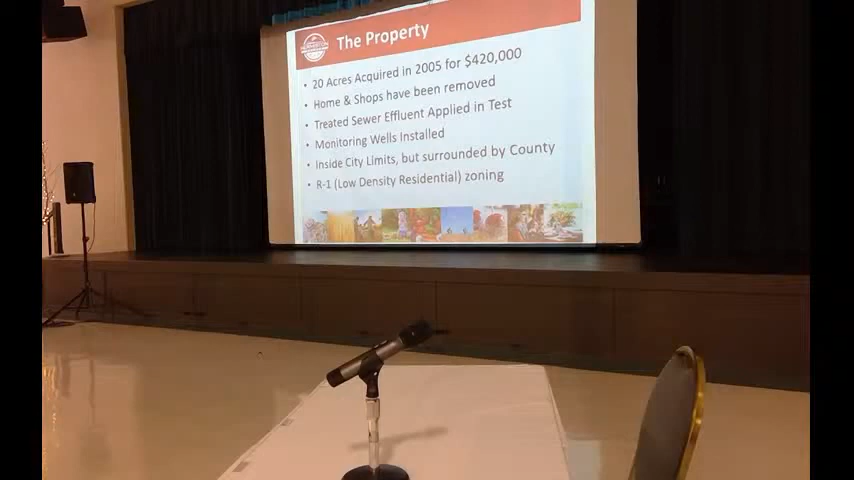 The Property
• 20 Acres Acquired in 2005 for $420,000
• Home & Shops have been removed
• Treated Sewer Effluent Applied in Test
• Monitoring Wells Installed
• Inside City Limits, but surrounded by County
• R-1 (Low Density Residential) zoning